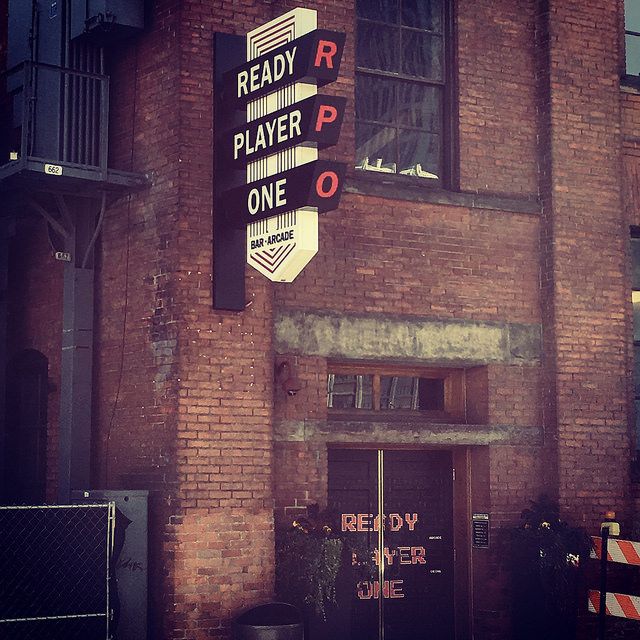 READY R
PLAYER P
ONE O
BAR-ARCADE
662
READY
PLAYER
ONE